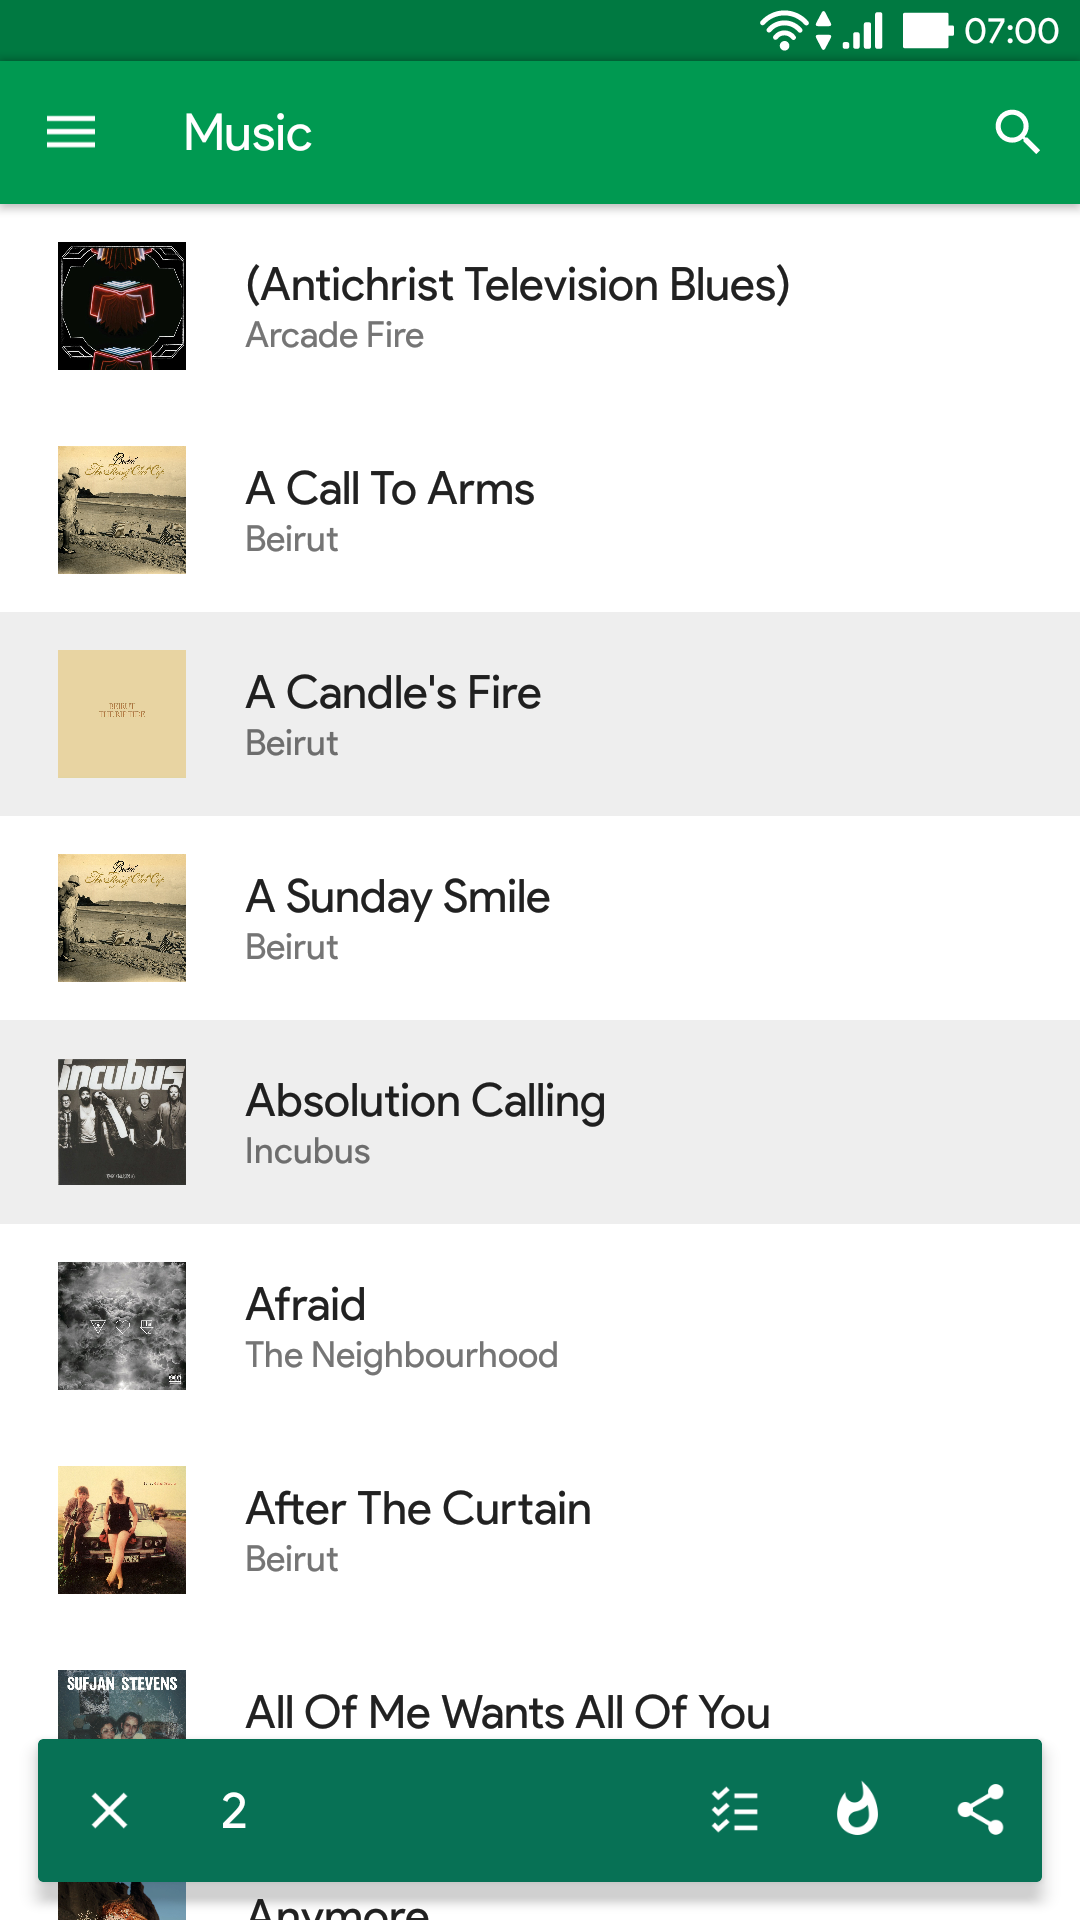 07:00
Music
(Antichrist Television Blues)
Arcade Fire
A Call To Arms
Beirut
A Candle's Fire
Beirut
A Sunday Smile
Beirut
incubus
Absolution Calling
Incubus
Afraid
The Neighbourhood
After The Curtain
Beirut
SUFJAN STEVENS
All Of Me Wants All Of You
2
Anymore